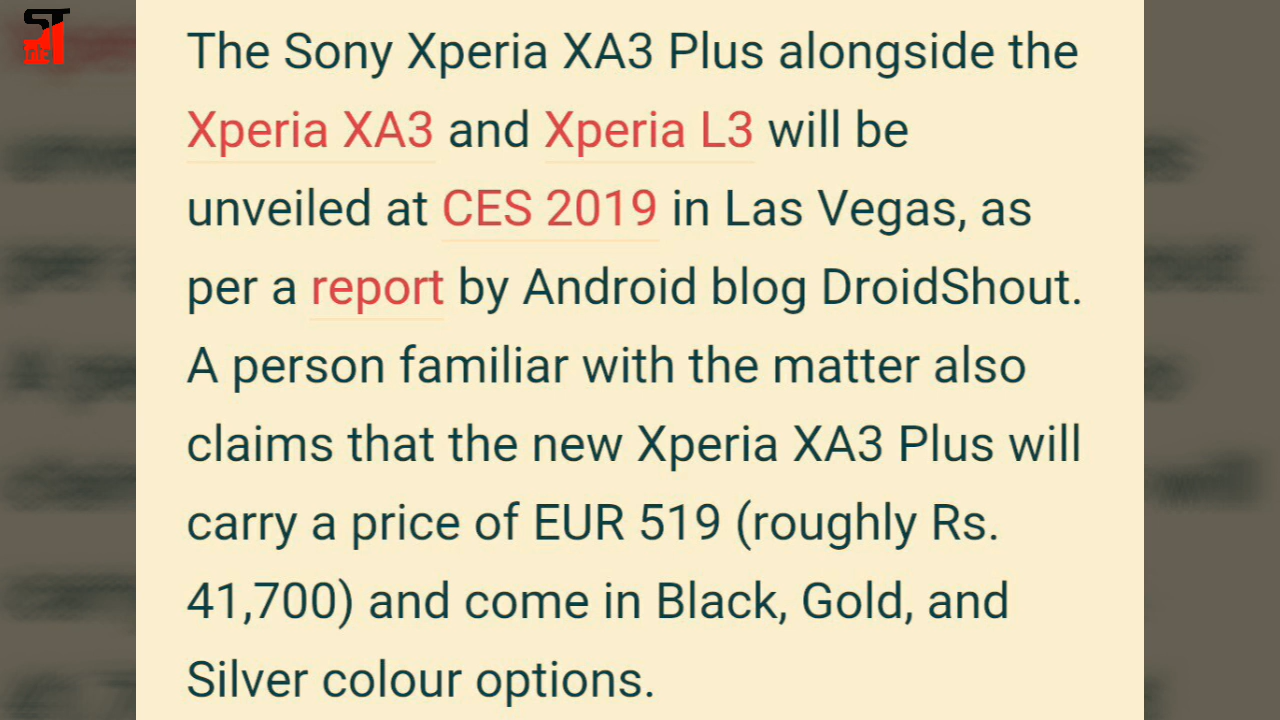 ST
The Sony Xperia XA3 Plus alongside the
Xperia XA3 and Xperia L3 will be
unveiled at CES 2019 in Las Vegas, as
per a report by Android blog DroidShout.
A person familiar with the matter also
claims that the new Xperia XA3 Plus will
carry a price of EUR 519 (roughly Rs.
41,700) and come in Black, Gold, and
Silver colour options.